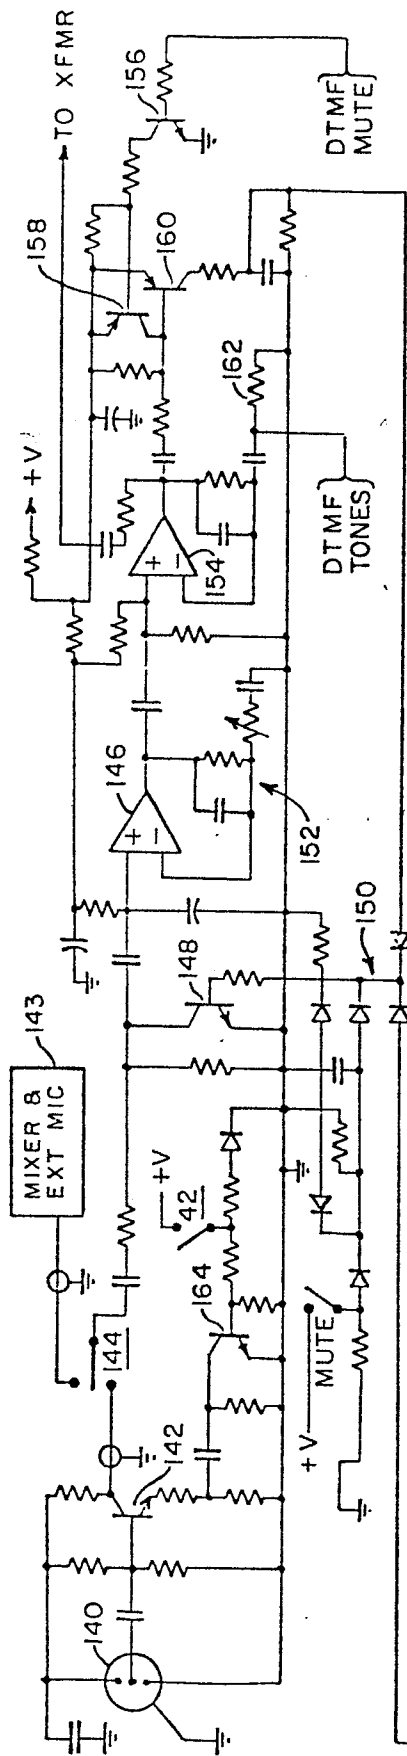 TO XFMR
156
158
160
DTMF
MUTE
+V
162
154
DTMF
TONES
146
152
143
MIXER &
EXT MIC
148
150
144
+V
42
164
MUTE
+V
142
140
+
−
+
−